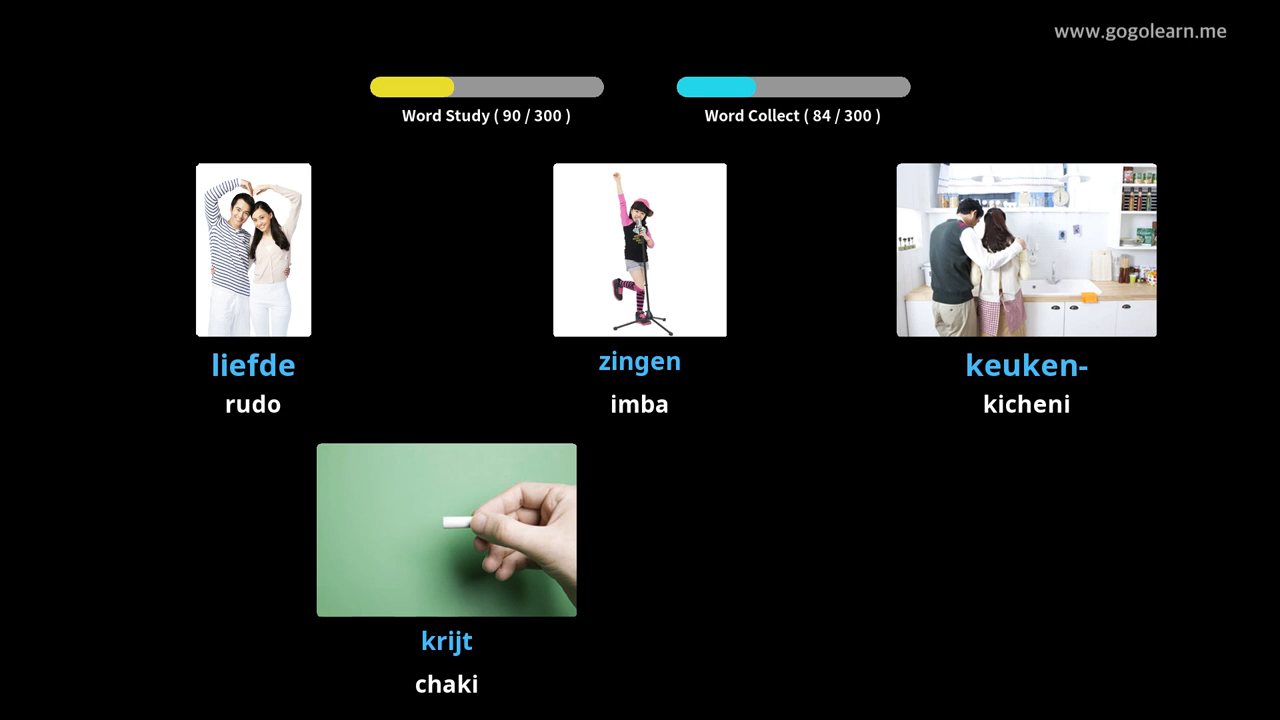 www.gogolearn.me
Word Study ( 90 / 300 )
Word Collect ( 84 / 300 )
liefde
rudo
zingen
imba
keuken-
kicheni
krijt
chaki